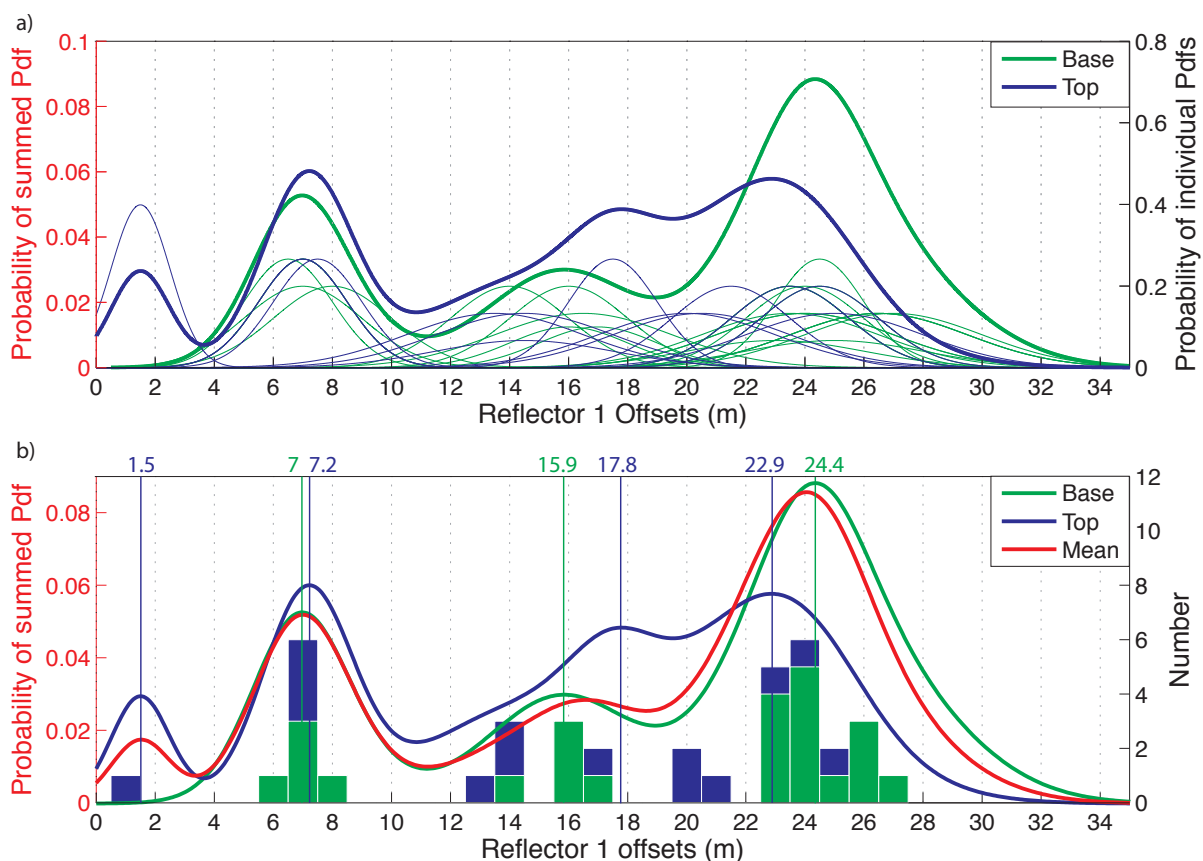 a)
Probability of summed Pdf
0.1
0.08
0.06
0.04
0.02
0
Base
Top
0.8
0.6
0.4
0.2
0
Probability of individual Pdfs
0 2 4 6 8 10 12 14 16 18 20 22 24 26 28 30 32 34
Reflector 1 Offsets (m)
b)
1.5 7 7.2 15.9 17.8 22.9 24.4
Probability of summed Pdf
0.08
0.06
0.04
0.02
0
Base
Top
Mean
12
10
8
6
4
2
0
Number
0 2 4 6 8 10 12 14 16 18 20 22 24 26 28 30 32 34
Reflector 1 offsets (m)